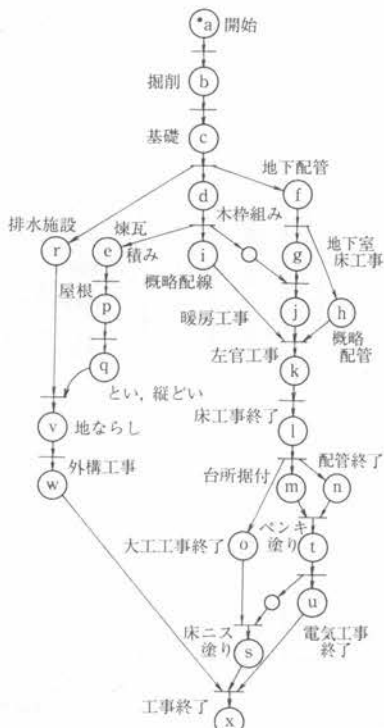 *a 開始
b
掘削
基礎 c
地下配管
d f
木枠組み
排水施設
煉瓦
積み
r e i g
地下室
床工事
屋根
概略配線
p
暖房工事 j h
概略
配管
左官工事
q k
とい, 縦どい
床工事終了
v 地ならし
l
外構工事
台所据付 配管終了
w m n
大工工事終了 o
ペンキ
塗り t
u
床ニス
塗り s
電気工事
終了
工事終了
x